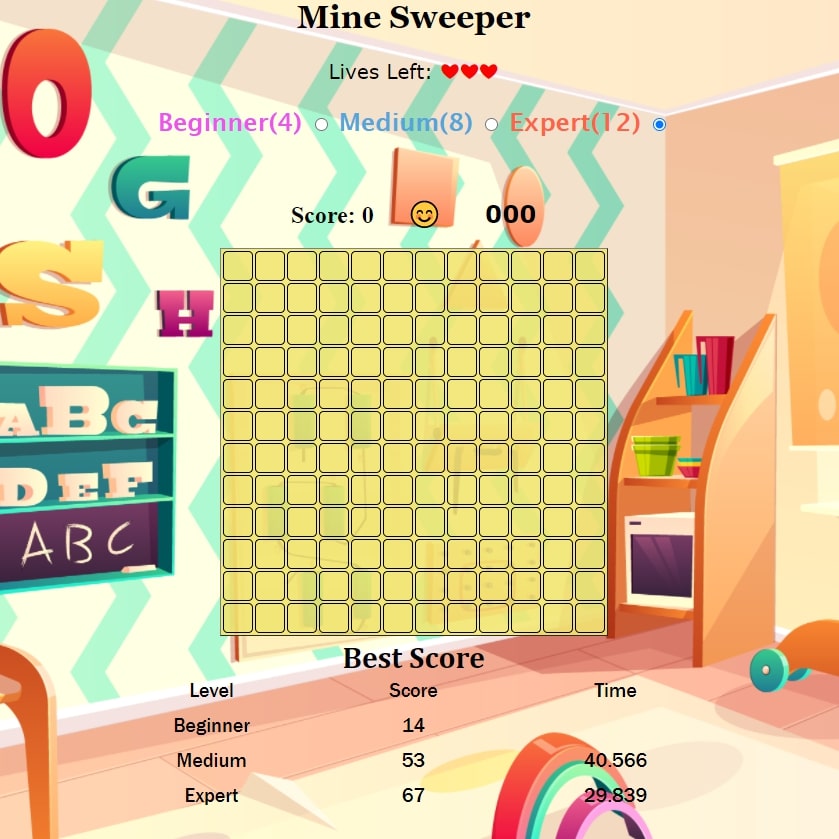 Mine Sweeper
Lives Left:
Beginner(4) Medium(8) Expert(12)
O
G
Score: 0 000
S
H
ABC
DEF
ABC
Best Score
Level Score Time
Beginner 14
Medium 53 40.566
Expert 67 29.839